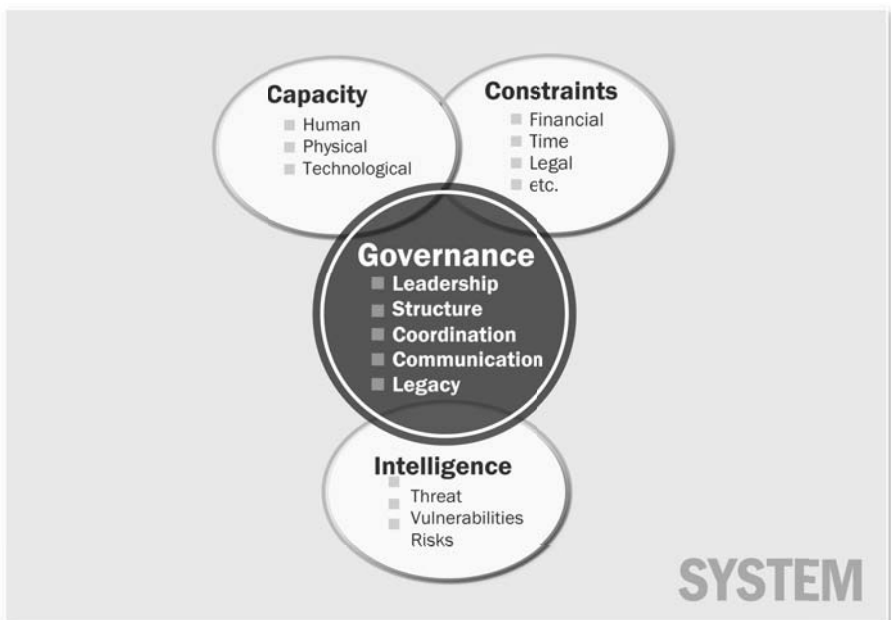 Capacity
Human
Physical
Technological
Constraints
Financial
Time
Legal
etc.
Governance
Leadership
Structure
Coordination
Communication
Legacy
Intelligence
Threat
Vulnerabilities
Risks
SYSTEM